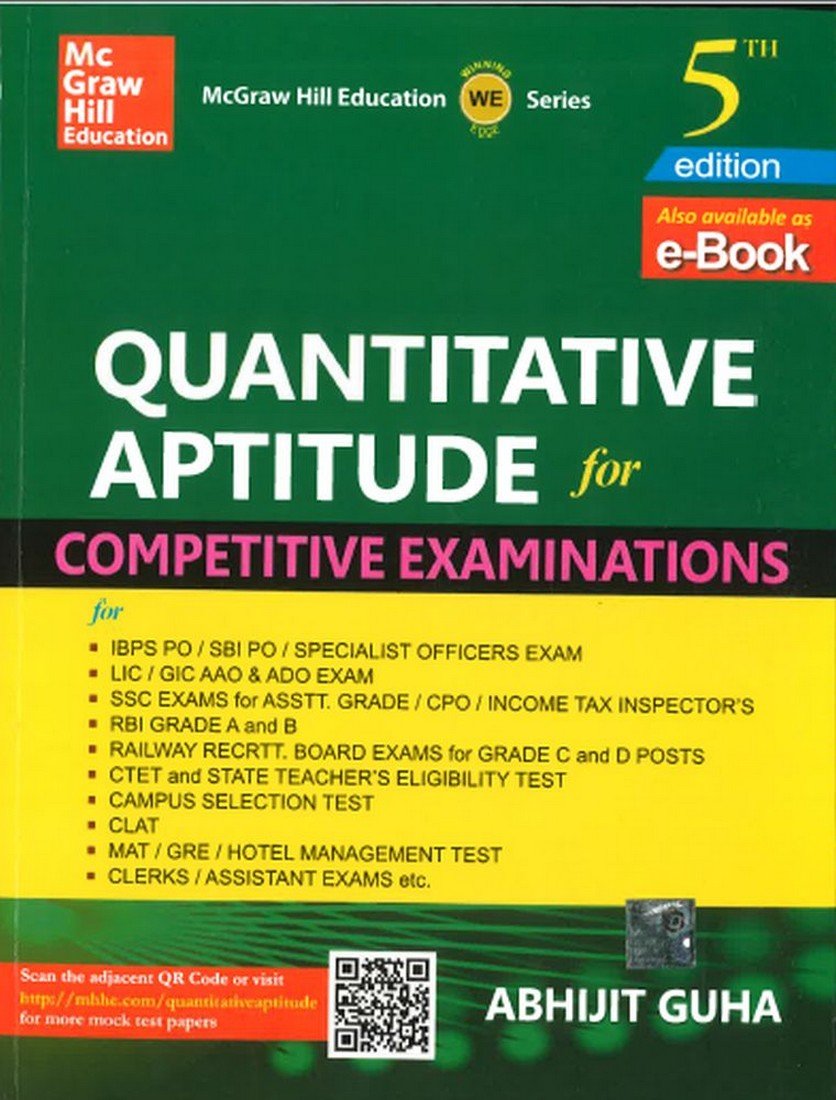 Mc
Graw
Hill
Education
McGraw Hill Education
WINNING
WE
EDGE
Series
5TH
edition
Also available as
e-Book
QUANTITATIVE
APTITUDE for
COMPETITIVE EXAMINATIONS
for
IBPS PO / SBI PO / SPECIALIST OFFICERS EXAM
LIC / GIC AAO & ADO EXAM
SSC EXAMS for ASSTT. GRADE / CPO / INCOME TAX INSPECTOR'S
RBI GRADE A and B
RAILWAY RECRTT. BOARD EXAMS for GRADE C and D POSTS
CTET and STATE TEACHER'S ELIGIBILITY TEST
CAMPUS SELECTION TEST
CLAT
MAT / GRE / HOTEL MANAGEMENT TEST
CLERKS / ASSISTANT EXAMS etc.
Scan the adjacent QR Code or visit
http://mhhe.com/quantitativeaptitude
for more mock test papers
ABHIJIT GUHA